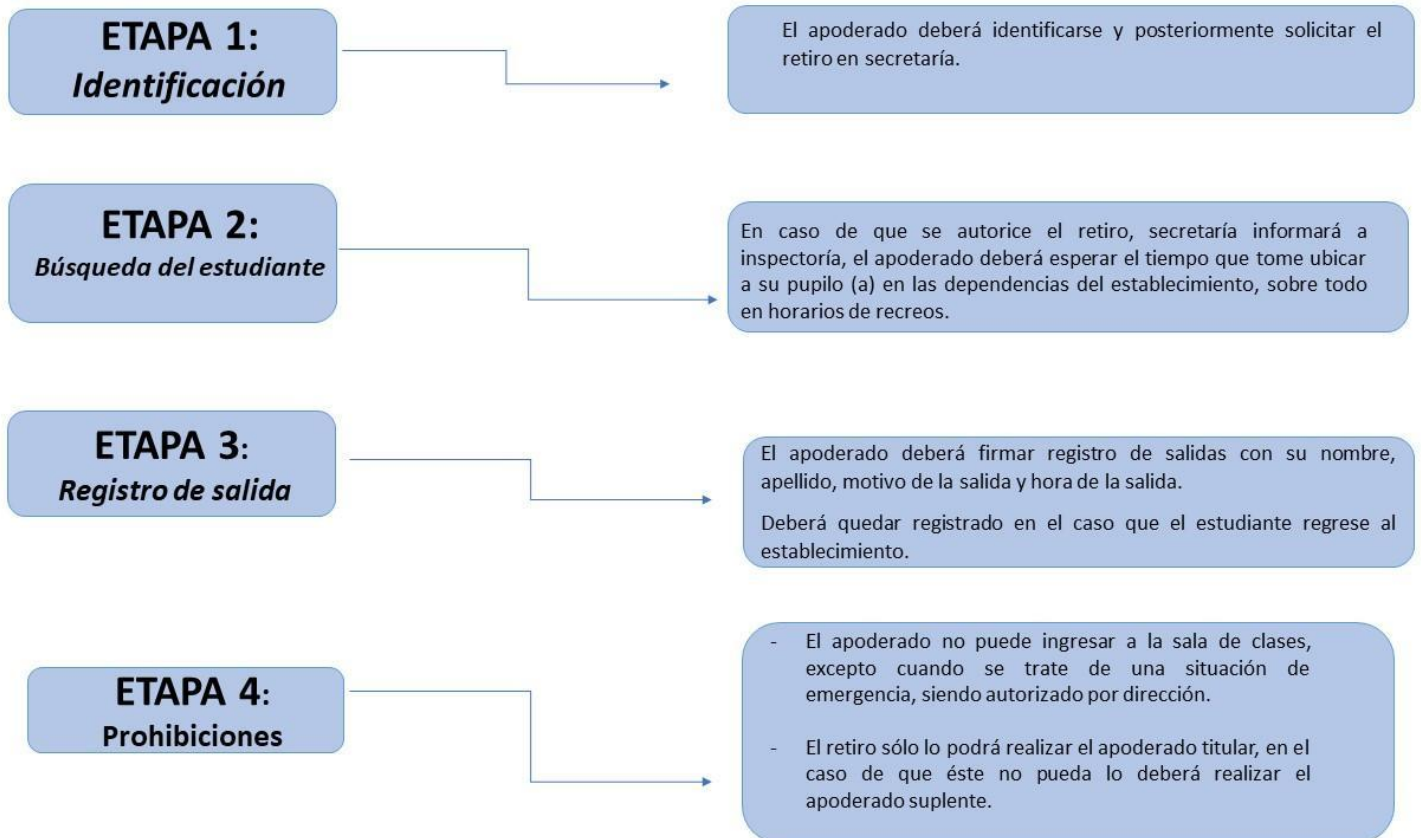 ETAPA 1:
Identificación
El apoderado deberá identificarse y posteriormente solicitar el
retiro en secretaría.
ETAPA 2:
Búsqueda del estudiante
En caso de que se autorice el retiro, secretaría informará a
inspectoría, el apoderado deberá esperar el tiempo que tome ubicar
a su pupilo (a) en las dependencias del establecimiento, sobre todo
en horarios de recreos.
ETAPA 3:
Registro de salida
El apoderado deberá firmar registro de salidas con su nombre,
apellido, motivo de la salida y hora de la salida.
Deberá quedar registrado en el caso que el estudiante regrese al
establecimiento.
ETAPA 4:
Prohibiciones
- El apoderado no puede ingresar a la sala de clases,
excepto cuando se trate de una situación de
emergencia, siendo autorizado por dirección.
- El retiro sólo lo podrá realizar el apoderado titular, en el
caso de que éste no pueda lo deberá realizar el
apoderado suplente.